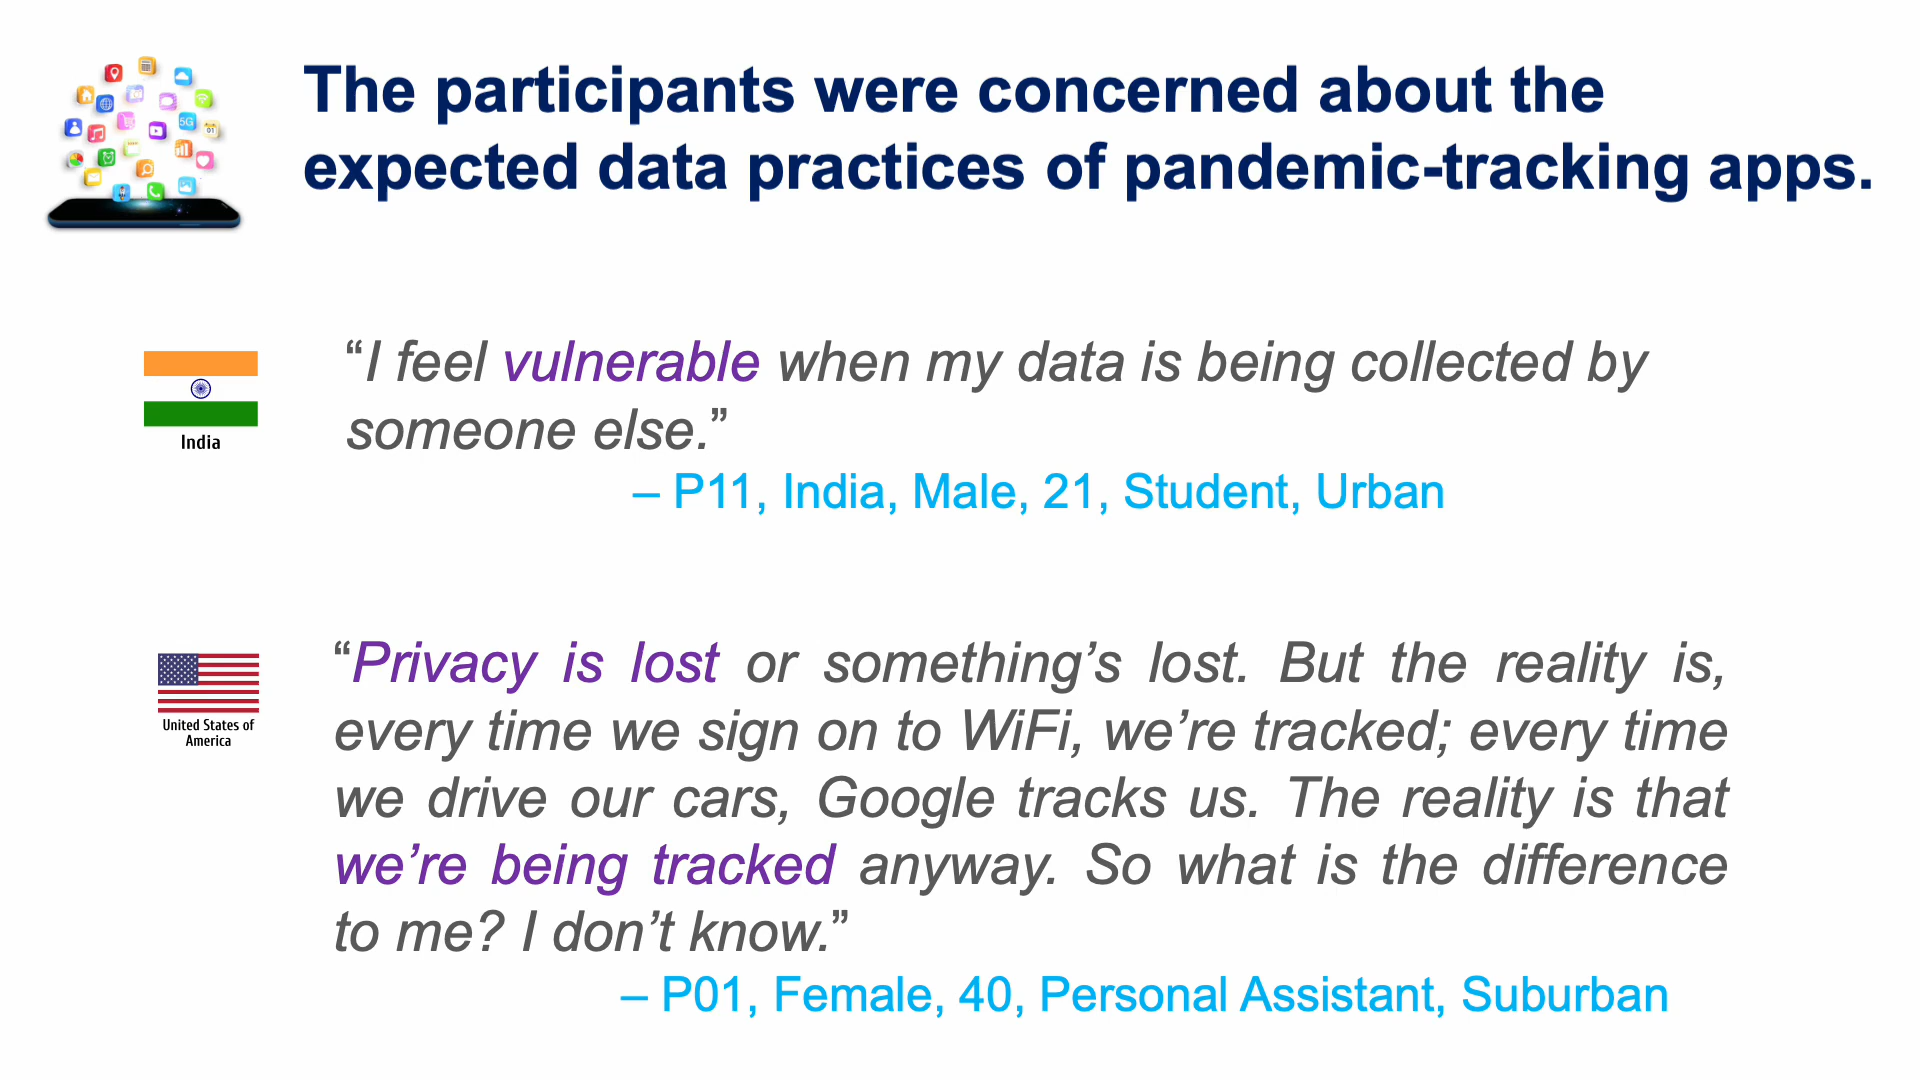 The participants were concerned about the
expected data practices of pandemic-tracking apps.
5G
01
India
“I feel vulnerable when my data is being collected by
someone else.”
– P11, India, Male, 21, Student, Urban
United States of
America
“Privacy is lost or something’s lost. But the reality is,
every time we sign on to WiFi, we’re tracked; every time
we drive our cars, Google tracks us. The reality is that
we’re being tracked anyway. So what is the difference
to me? I don’t know.”
– P01, Female, 40, Personal Assistant, Suburban